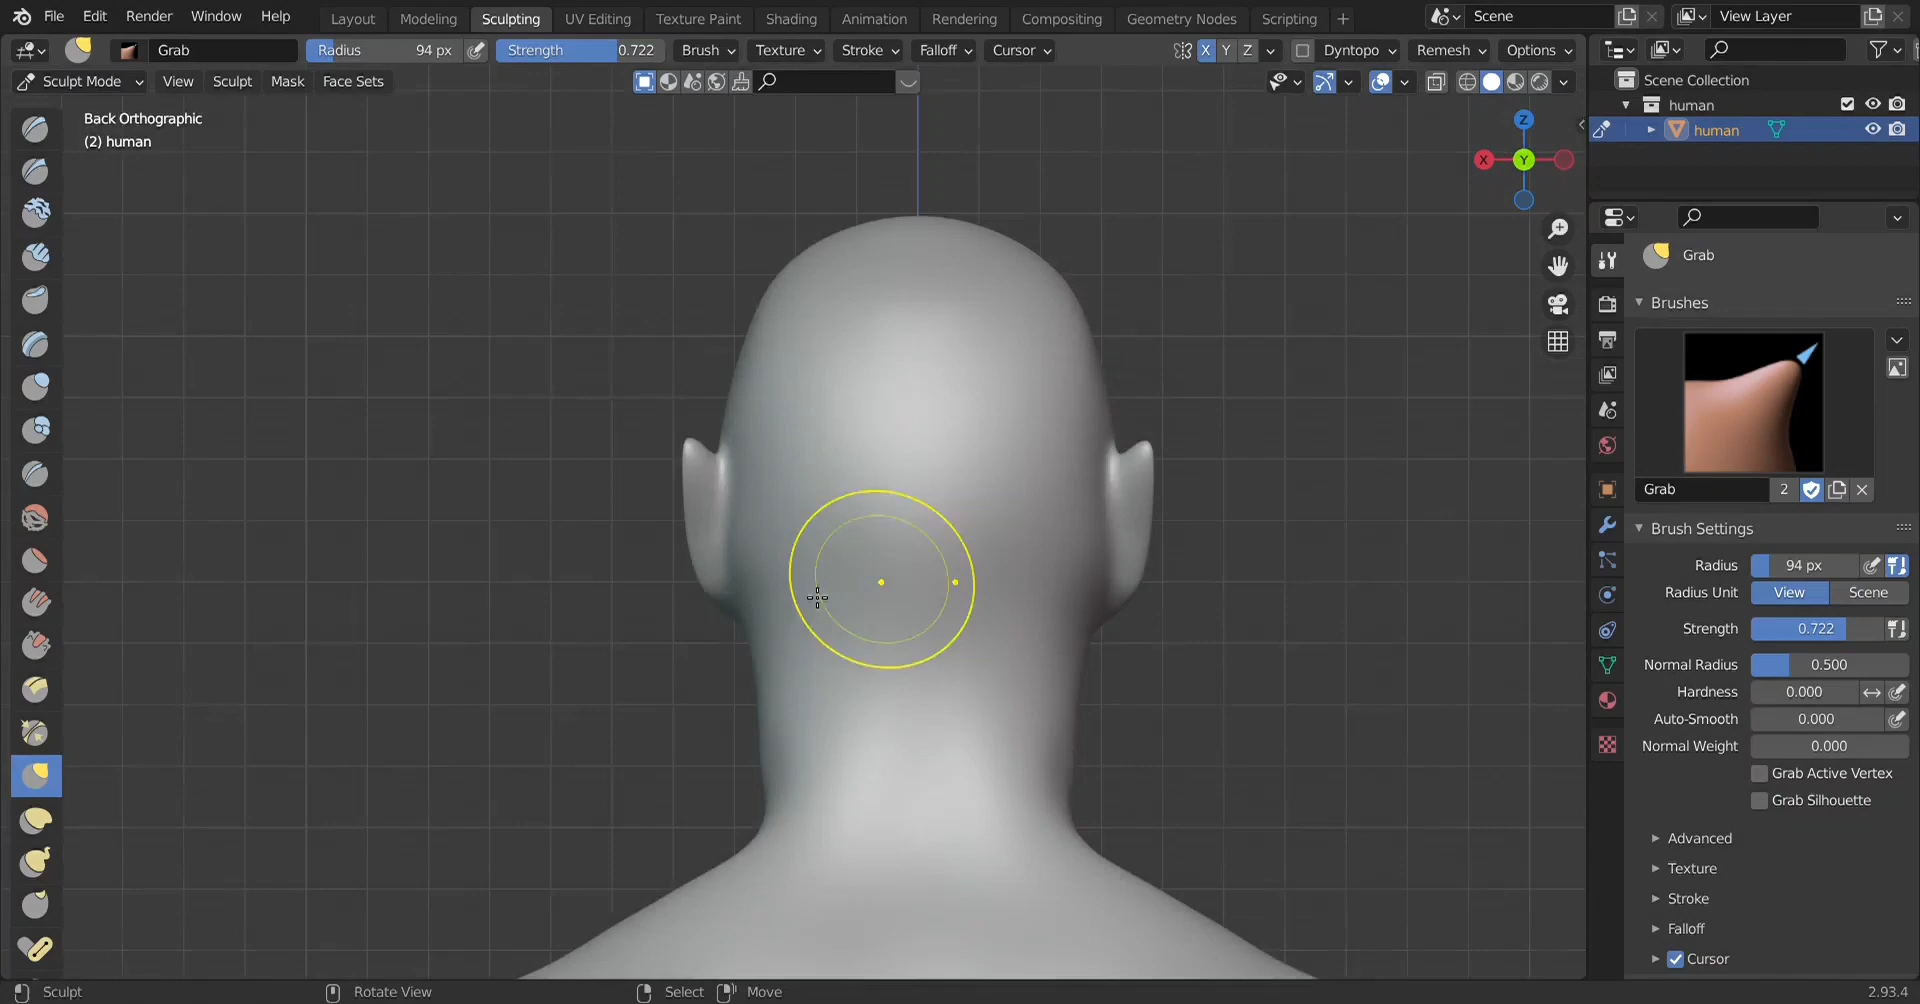 File Edit Render Window Help Layout Modeling Sculpting UV Editing Texture Paint Shading Animation Rendering Compositing Geometry Nodes Scripting + Scene View Layer
Grab Radius 94 px Strength 0.722 Brush Texture Stroke Falloff Cursor X Y Z Dyntopo Remesh Options
Sculpt Mode View Sculpt Mask Face Sets
Scene Collection
human
human
Back Orthographic
(2) human
Z
X Y
Grab
Brushes
Grab 2
Brush Settings
Radius 94 px
Radius Unit View Scene
Strength 0.722
Normal Radius 0.500
Hardness 0.000
Auto-Smooth 0.000
Normal Weight 0.000
Grab Active Vertex
Grab Silhouette
Advanced
Texture
Stroke
Falloff
Cursor
Sculpt Rotate View Select Move 2.93.4